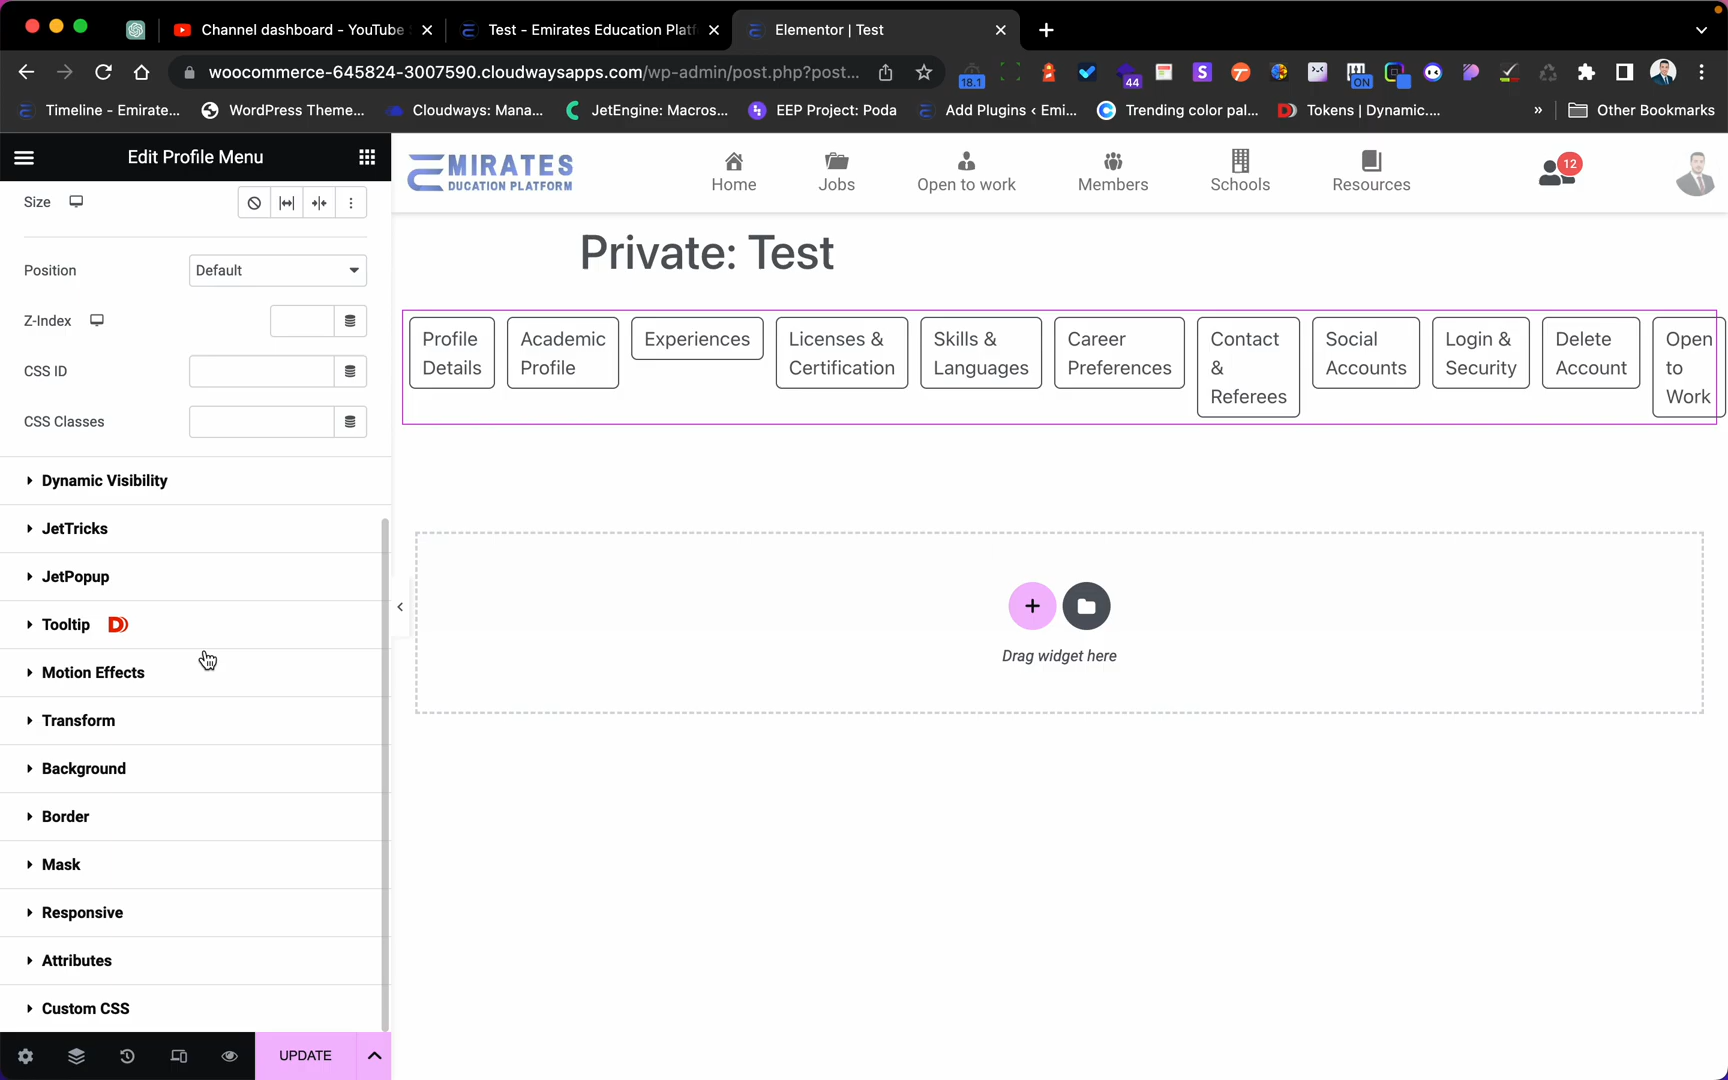 Channel dashboard - YouTube
Test - Emirates Education Platf
Elementor | Test
woocommerce-645824-3007590.cloudwaysapps.com/wp-admin/post.php?post...
18.1
44
S
ON
Timeline - Emirate...
WordPress Theme...
Cloudways: Mana...
JetEngine: Macros...
EEP Project: Poda
Add Plugins ‹ Emi...
Trending color pal...
Tokens | Dynamic....
»
Other Bookmarks
Edit Profile Menu
Size
Position
Default
Z-Index
CSS ID
CSS Classes
Dynamic Visibility
JetTricks
JetPopup
Tooltip
Motion Effects
Transform
Background
Border
Mask
Responsive
Attributes
Custom CSS
UPDATE
EMIRATES
DUCATION PLATFORM
Home
Jobs
Open to work
Members
Schools
Resources
12
Private: Test
Profile
Details
Academic
Profile
Experiences
Licenses &
Certification
Skills &
Languages
Career
Preferences
Contact
&
Referees
Social
Accounts
Login &
Security
Delete
Account
Open
to
Work
Drag widget here